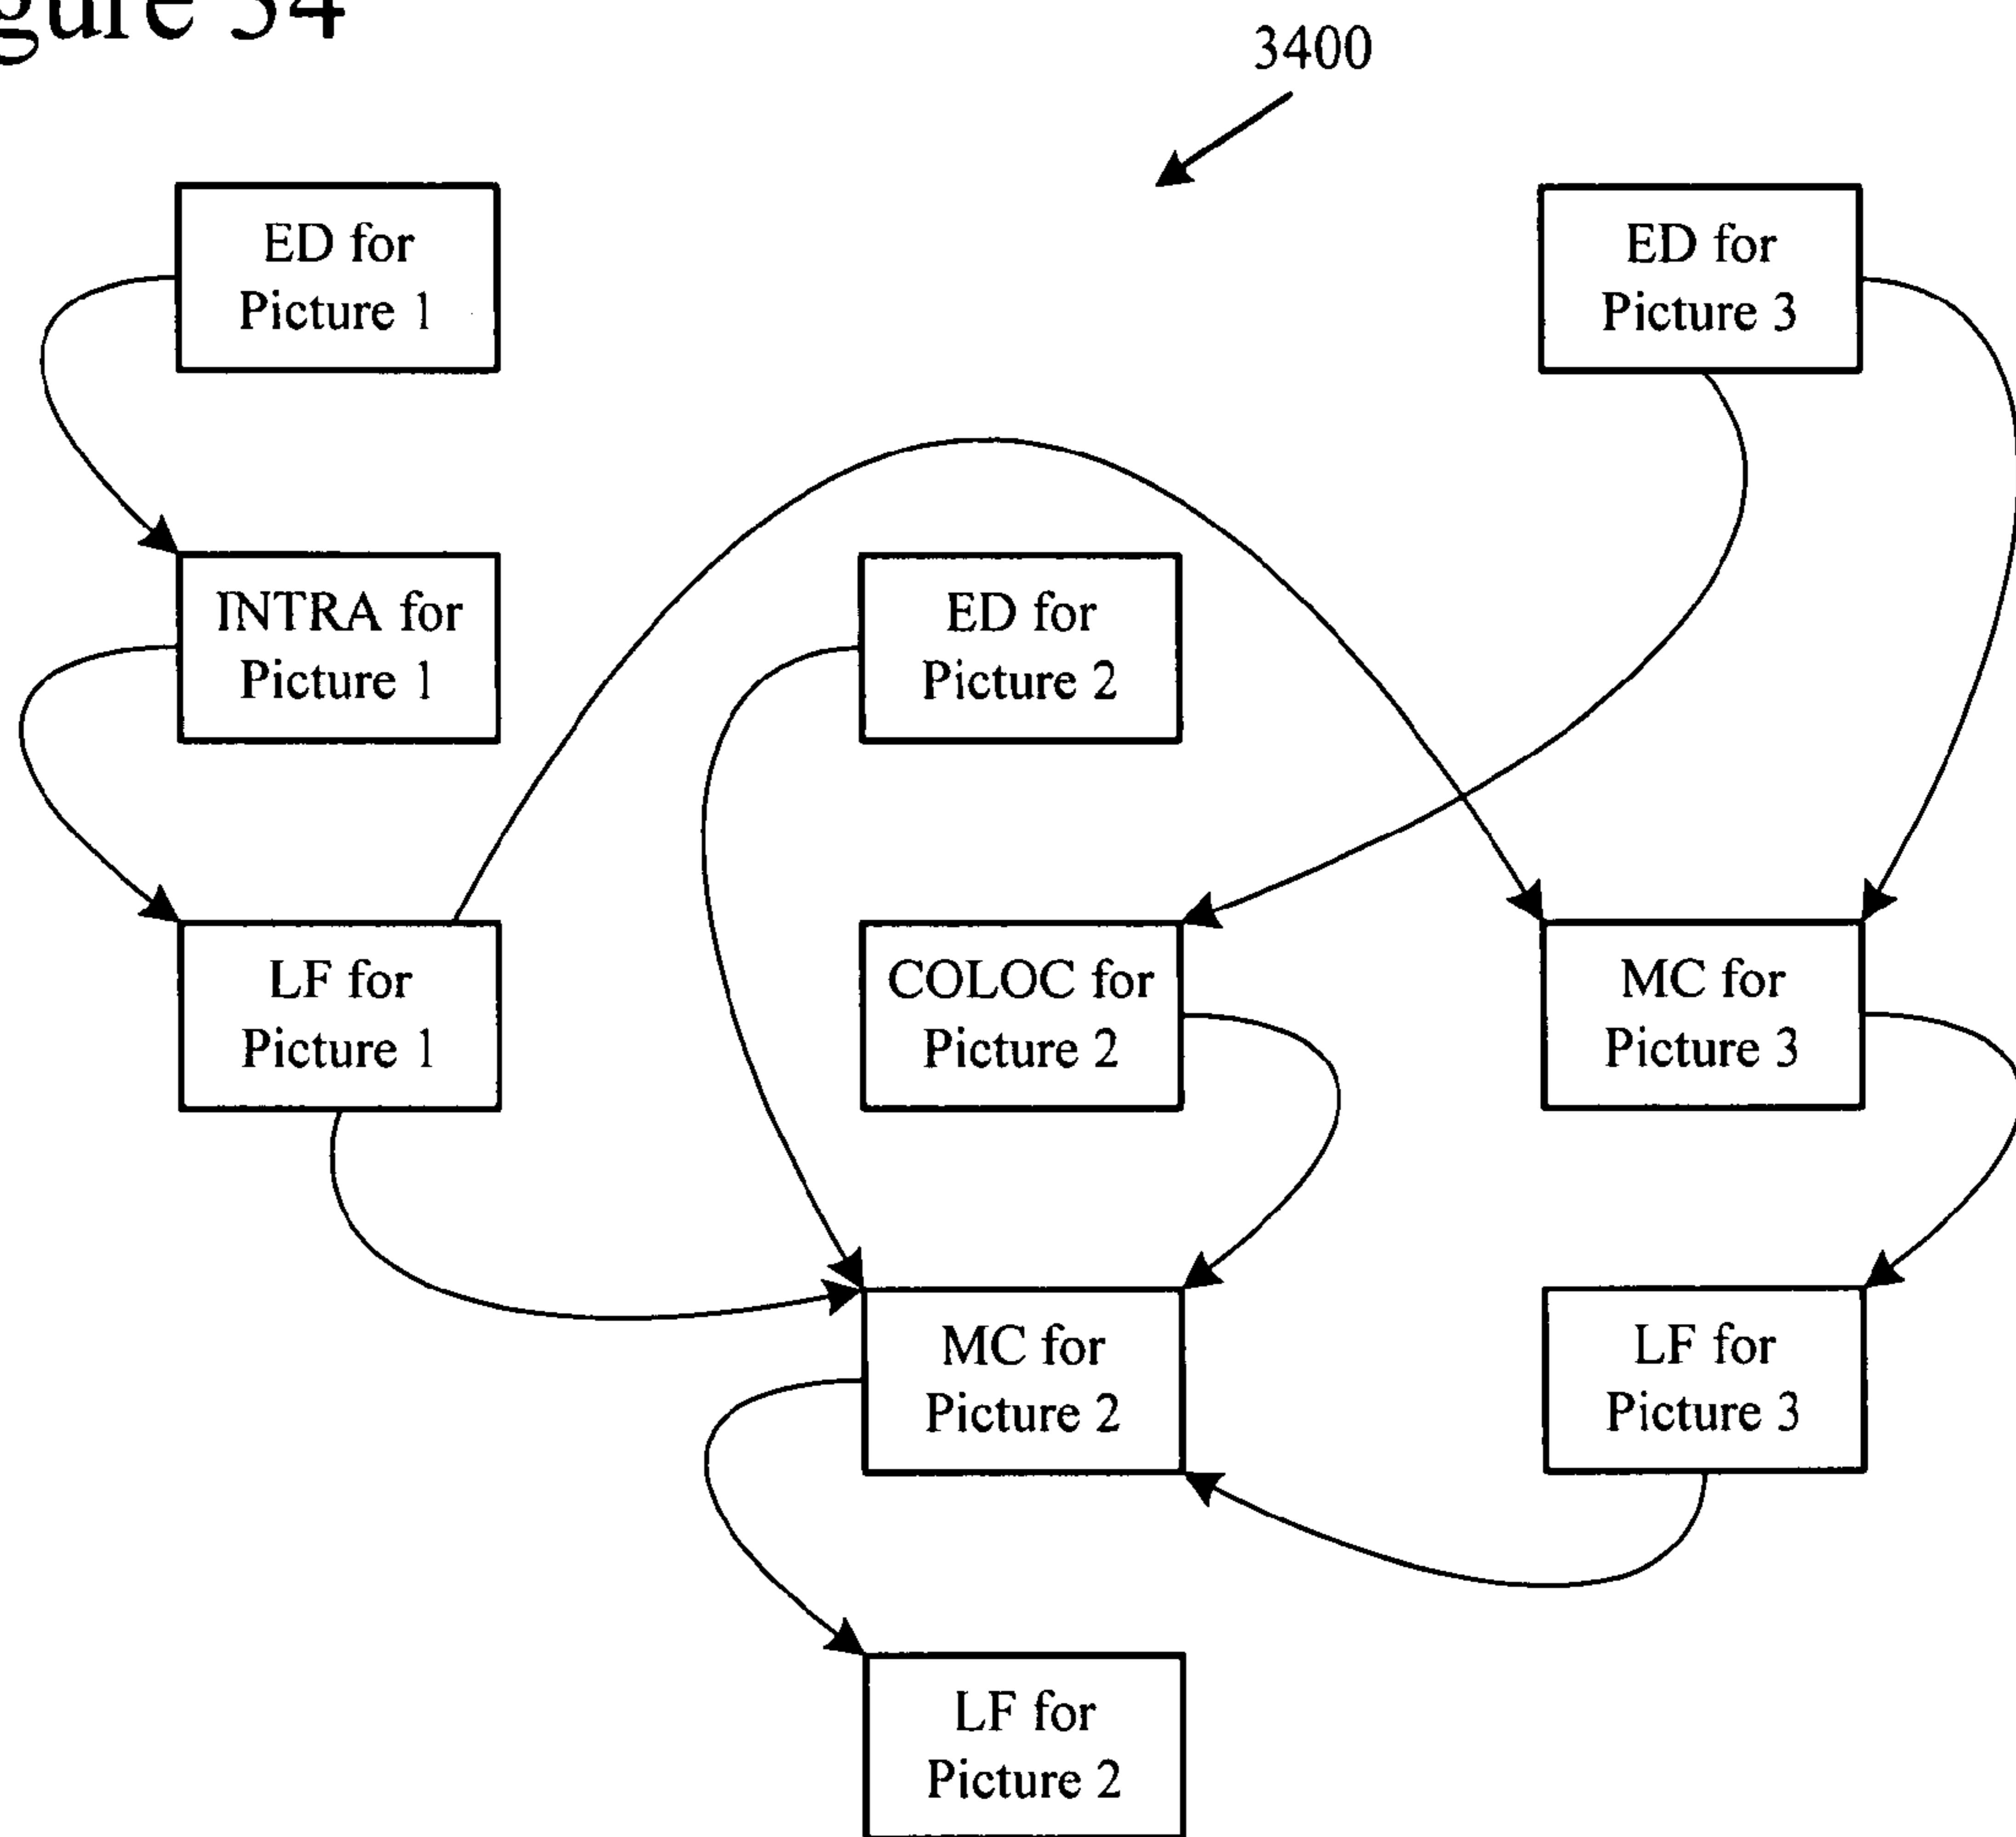 gure 34
3400
ED for
Picture 1
ED for
Picture 3
INTRA for
Picture 1
ED for
Picture 2
LF for
Picture 1
COLOC for
Picture 2
MC for
Picture 3
MC for
Picture 2
LF for
Picture 3
LF for
Picture 2